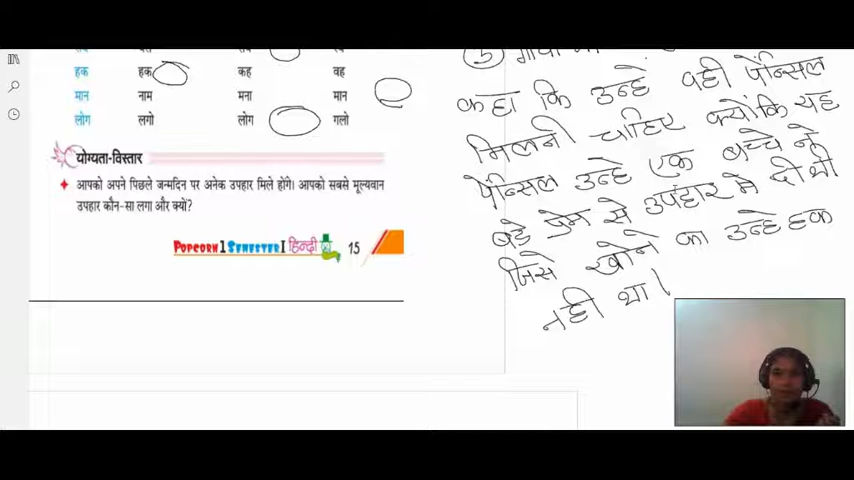 हक हक कह वह
मान नाम मना मान
लोग लगो लोग गलो
योग्यता-विस्तार
आपको अपने पिछले जन्मदिन पर अनेक उपहार मिले होंगे। आपको सबसे मूल्यवान
उपहार कौन-सा लगा और क्यों?
POPCORN 1 SEMESTER I हिन्दी 15
कहा कि उन्हे वही पेंन्सिल
मिलनी चाहिए क्योंकि यह
पेंन्सिल उन्हे एक बच्चे ने
बड़े प्रेम से उपहार मे दी थी
जिसे खोने का उन्हे हक
नही था।